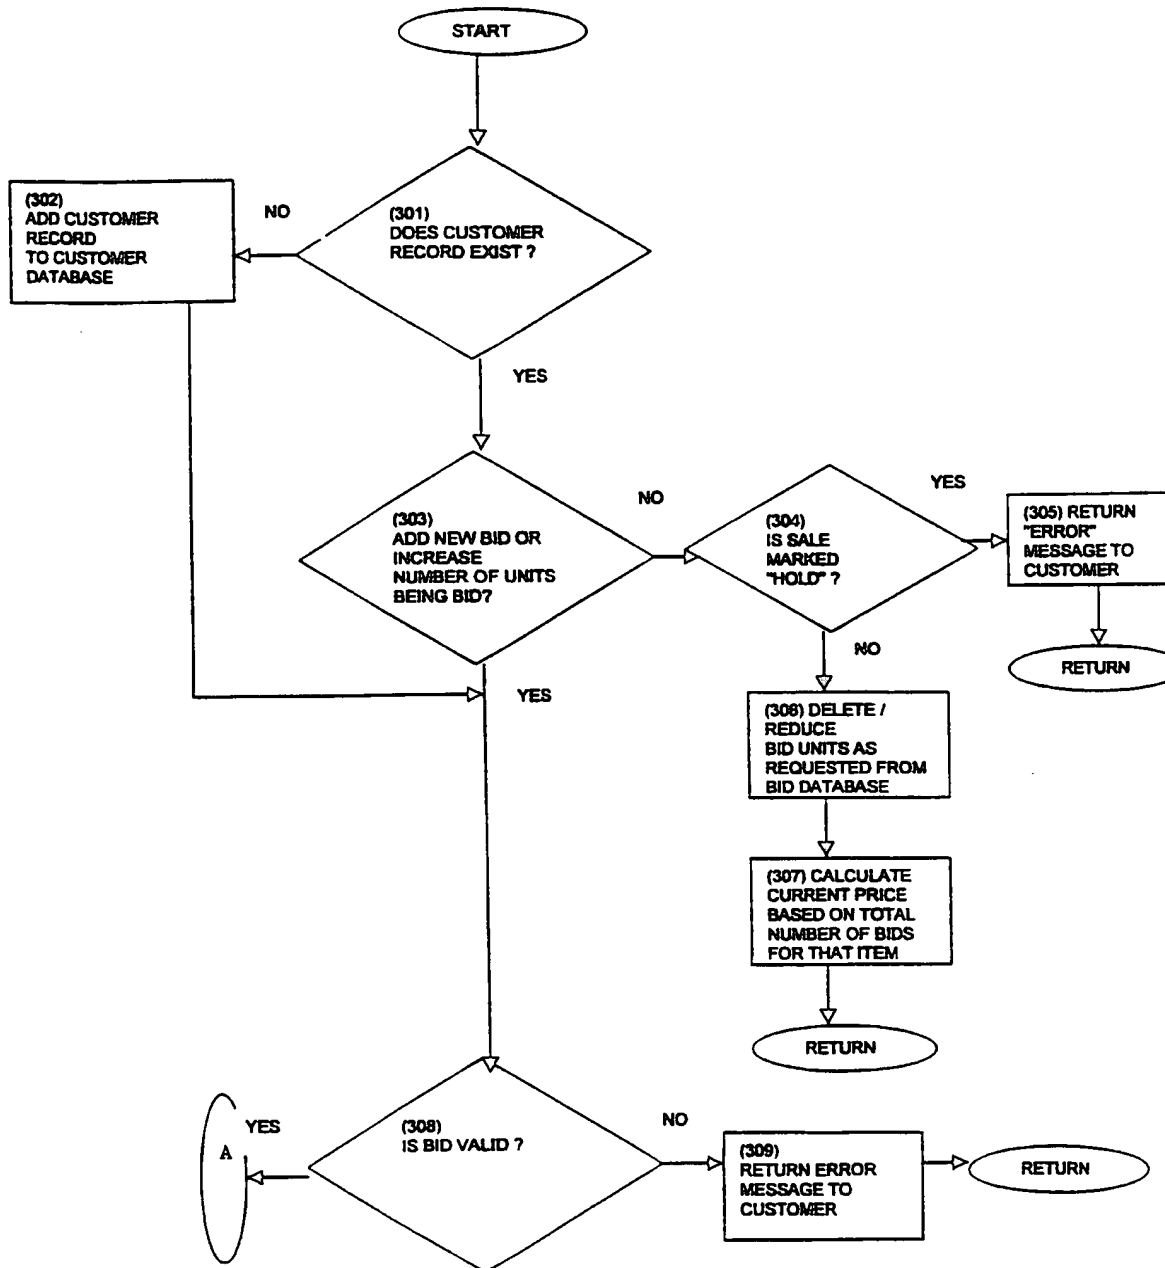 START
(302)
ADD CUSTOMER
RECORD
TO CUSTOMER
DATABASE
NO
(301)
DOES CUSTOMER
RECORD EXIST ?
YES
(303)
ADD NEW BID OR
INCREASE
NUMBER OF UNITS
BEING BID?
NO
(304)
IS SALE
MARKED
"HOLD" ?
YES
(305) RETURN
"ERROR"
MESSAGE TO
CUSTOMER
RETURN
NO
YES
(306) DELETE /
REDUCE
BID UNITS AS
REQUESTED FROM
BID DATABASE
(307) CALCULATE
CURRENT PRICE
BASED ON TOTAL
NUMBER OF BIDS
FOR THAT ITEM
RETURN
A
YES
(308)
IS BID VALID ?
NO
(309)
RETURN ERROR
MESSAGE TO
CUSTOMER
RETURN